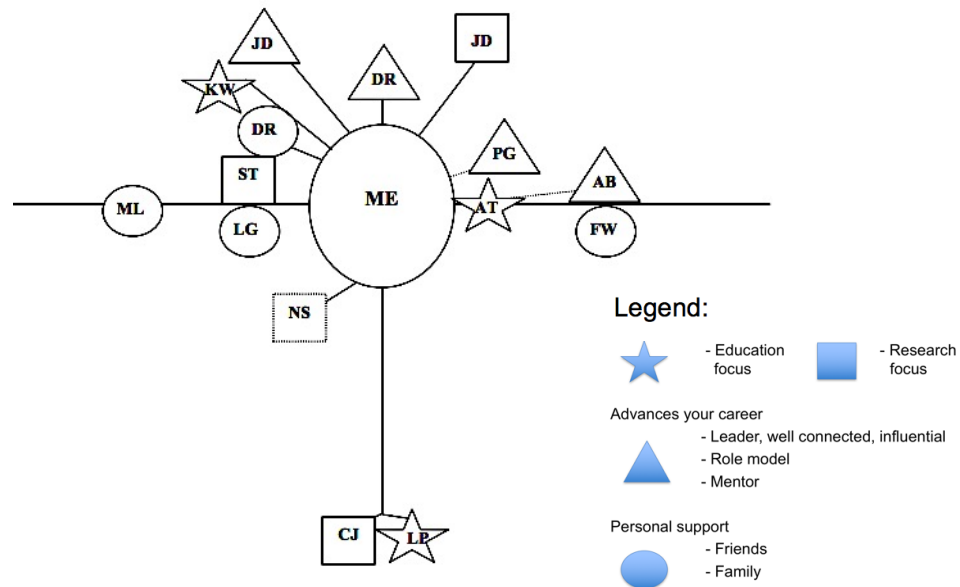 JD
JD
DR
KW
DR
PG
ST
ME
AB
ML
LG
AT
FW
NS
CJ
LP
Legend:
- Education
focus
- Research
focus
Advances your career
- Leader, well connected, influential
- Role model
- Mentor
Personal support
- Friends
- Family